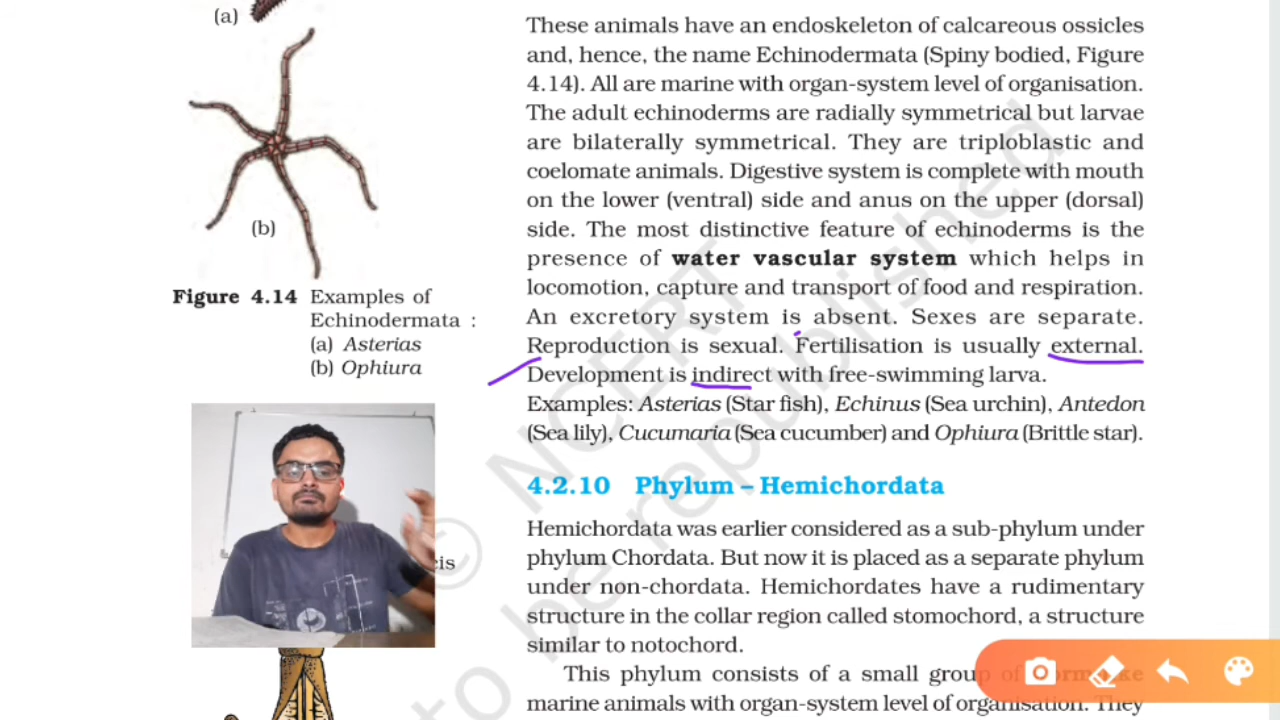 (a)
(b)
Figure 4.14 Examples of
Echinodermata :
(a) Asterias
(b) Ophiura
These animals have an endoskeleton of calcareous ossicles
and, hence, the name Echinodermata (Spiny bodied, Figure
4.14). All are marine with organ-system level of organisation.
The adult echinoderms are radially symmetrical but larvae
are bilaterally symmetrical. They are triploblastic and
coelomate animals. Digestive system is complete with mouth
on the lower (ventral) side and anus on the upper (dorsal)
side. The most distinctive feature of echinoderms is the
presence of water vascular system which helps in
locomotion, capture and transport of food and respiration.
An excretory system is absent. Sexes are separate.
Reproduction is sexual. Fertilisation is usually external.
Development is indirect with free-swimming larva.
Examples: Asterias (Star fish), Echinus (Sea urchin), Antedon
(Sea lily), Cucumaria (Sea cucumber) and Ophiura (Brittle star).
4.2.10 Phylum – Hemichordata
Hemichordata was earlier considered as a sub-phylum under
phylum Chordata. But now it is placed as a separate phylum
under non-chordata. Hemichordates have a rudimentary
structure in the collar region called stomochord, a structure
similar to notochord.
This phylum consists of a small group of
marine animals with organ-system level of organisation. They
© NCERT
to be republished